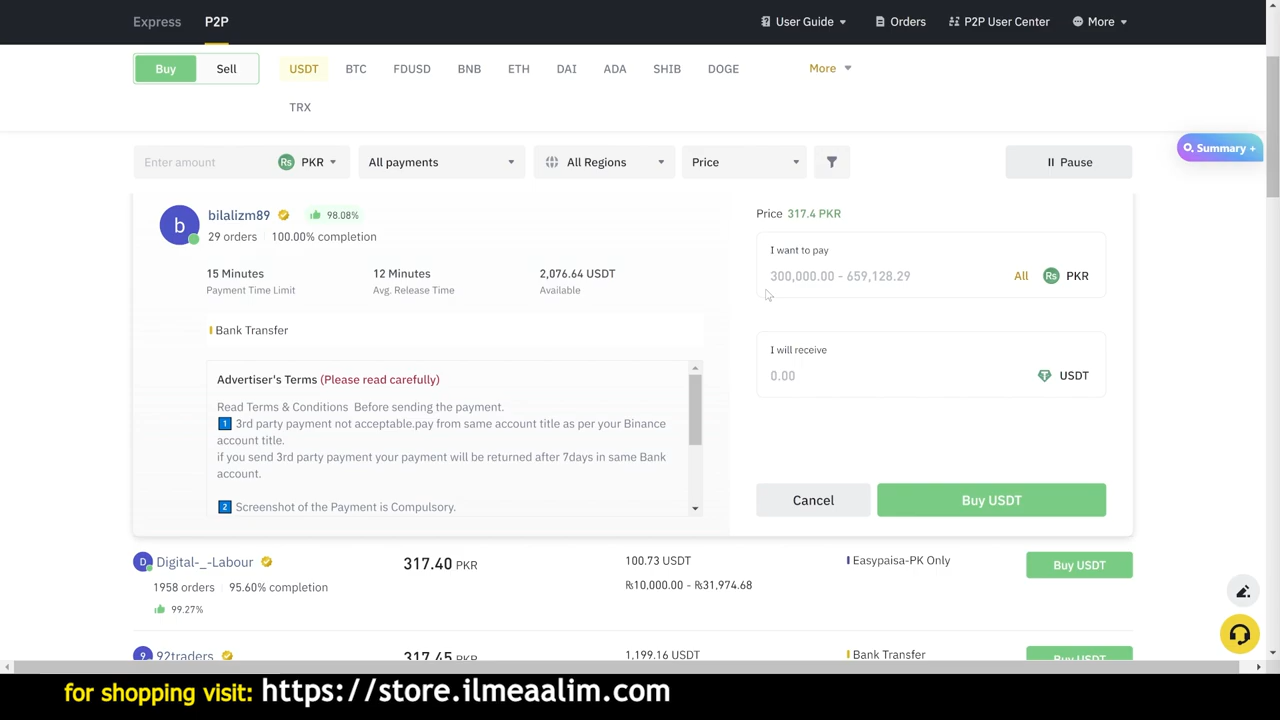 Express P2P User Guide Orders P2P User Center More
Buy Sell USDT BTC FDUSD BNB ETH DAI ADA SHIB DOGE More
TRX
Enter amount Rs PKR All payments All Regions Price Pause
Summary +
b bilalizm89 98.08%
29 orders 100.00% completion
15 Minutes 12 Minutes 2,076.64 USDT
Payment Time Limit Avg. Release Time Available
Bank Transfer
Advertiser's Terms (Please read carefully)
Read Terms & Conditions Before sending the payment.
1 3rd party payment not acceptable.pay from same account title as per your Binance
account title.
if you send 3rd party payment your payment will be returned after 7days in same Bank
account.
2 Screenshot of the Payment is Compulsory.
Price 317.4 PKR
I want to pay
300,000.00 - 659,128.29 All Rs PKR
I will receive
0.00 USDT
Cancel Buy USDT
D Digital-_-Labour 317.40 PKR 100.73 USDT Easypaisa-PK Only Buy USDT
1958 orders 95.60% completion ₨10,000.00 - ₨31,974.68
99.27%
9 92traders 317.45 PKR 1,199.16 USDT Bank Transfer Buy USDT
for shopping visit: https://store.ilmeaalim.com